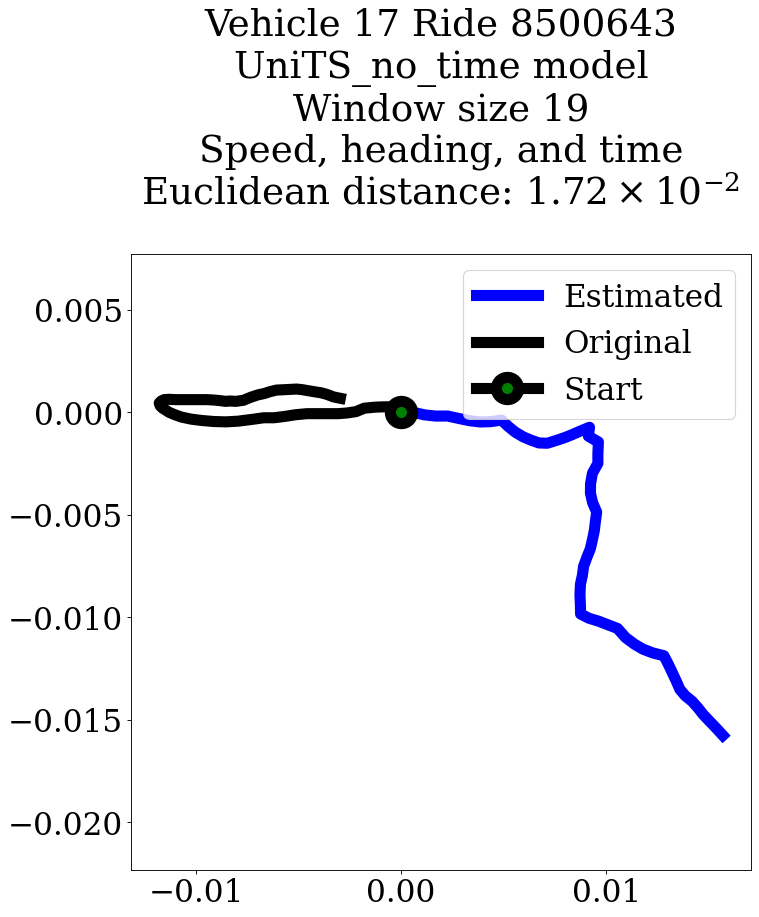 Vehicle 17 Ride 8500643
UniTS_no_time model
Window size 19
Speed, heading, and time
Euclidean distance: 1.72 × 10⁻²
Estimated
Original
Start
0.005
0.000
−0.005
−0.010
−0.015
−0.020
−0.01 0.00 0.01